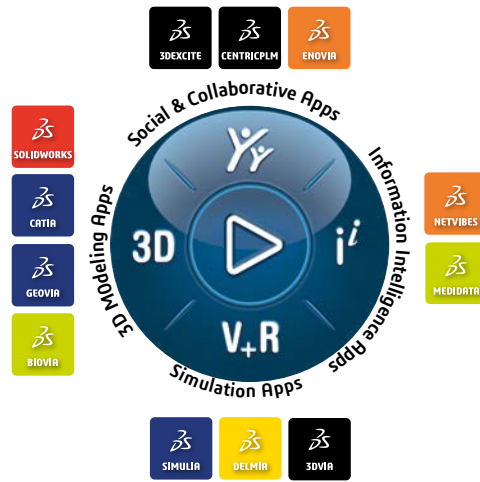 3DEXCITE
CENTRICPLM
ENOVIA
Social & Collaborative Apps
SOLIDWORKS
CATIA
GEOVIA
BIOVIA
3D Modeling Apps
3D
i i
V+R
Information Intelligence Apps
NETVIBES
MEDIDATA
Simulation Apps
SIMULIA
DELMIA
3DVIA